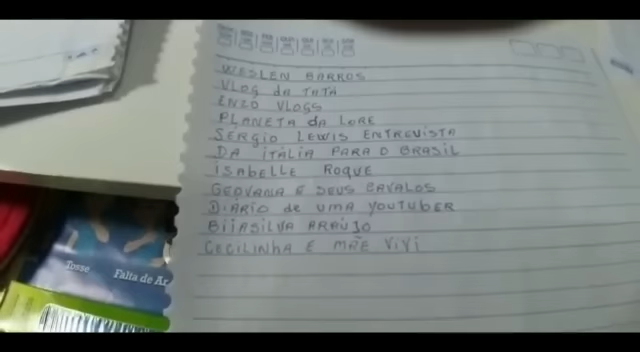 WESLEN BARROS
VLOG da TATA
ENZO VLOGS
PLANETA da LORE
SERGIO LEWIS ENTREVISTA
DA ITÁLIA PARA O BRASIL
ISABELLE ROQUE
GEOVANA E SEUS CAVALOS
DIÁRIO de UMA YOUTUBER
BIIASILVA ARAÚJO
CECILINHA E MÃE VIVI
Tosse
Falta de Ar